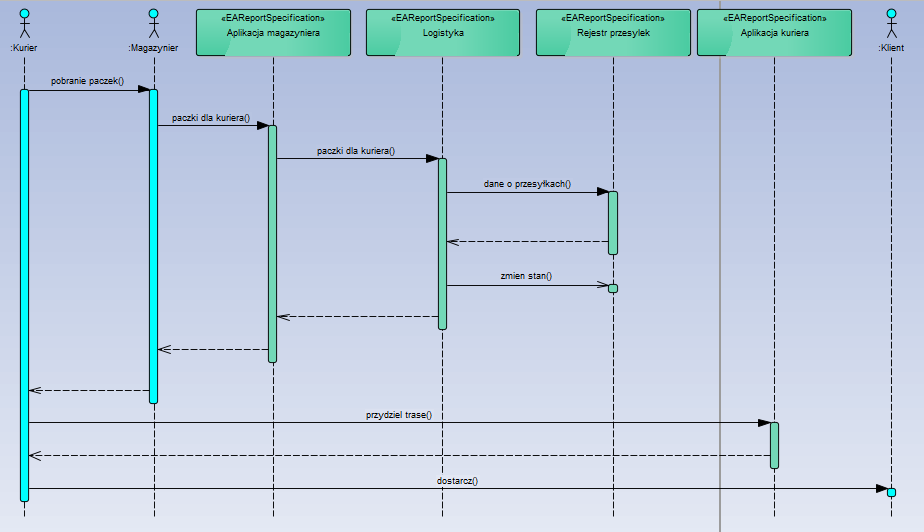 «EAReportSpecification»
Aplikacja magazyniera
«EAReportSpecification»
Logistyka
«EAReportSpecification»
Rejestr przesylek
«EAReportSpecification»
Aplikacja kuriera
:Kurier
:Magazynier
:Klient
pobranie paczek()
paczki dla kuriera()
paczki dla kuriera()
dane o przesyłkach()
zmien stan()
przydziel trase()
dostarcz()